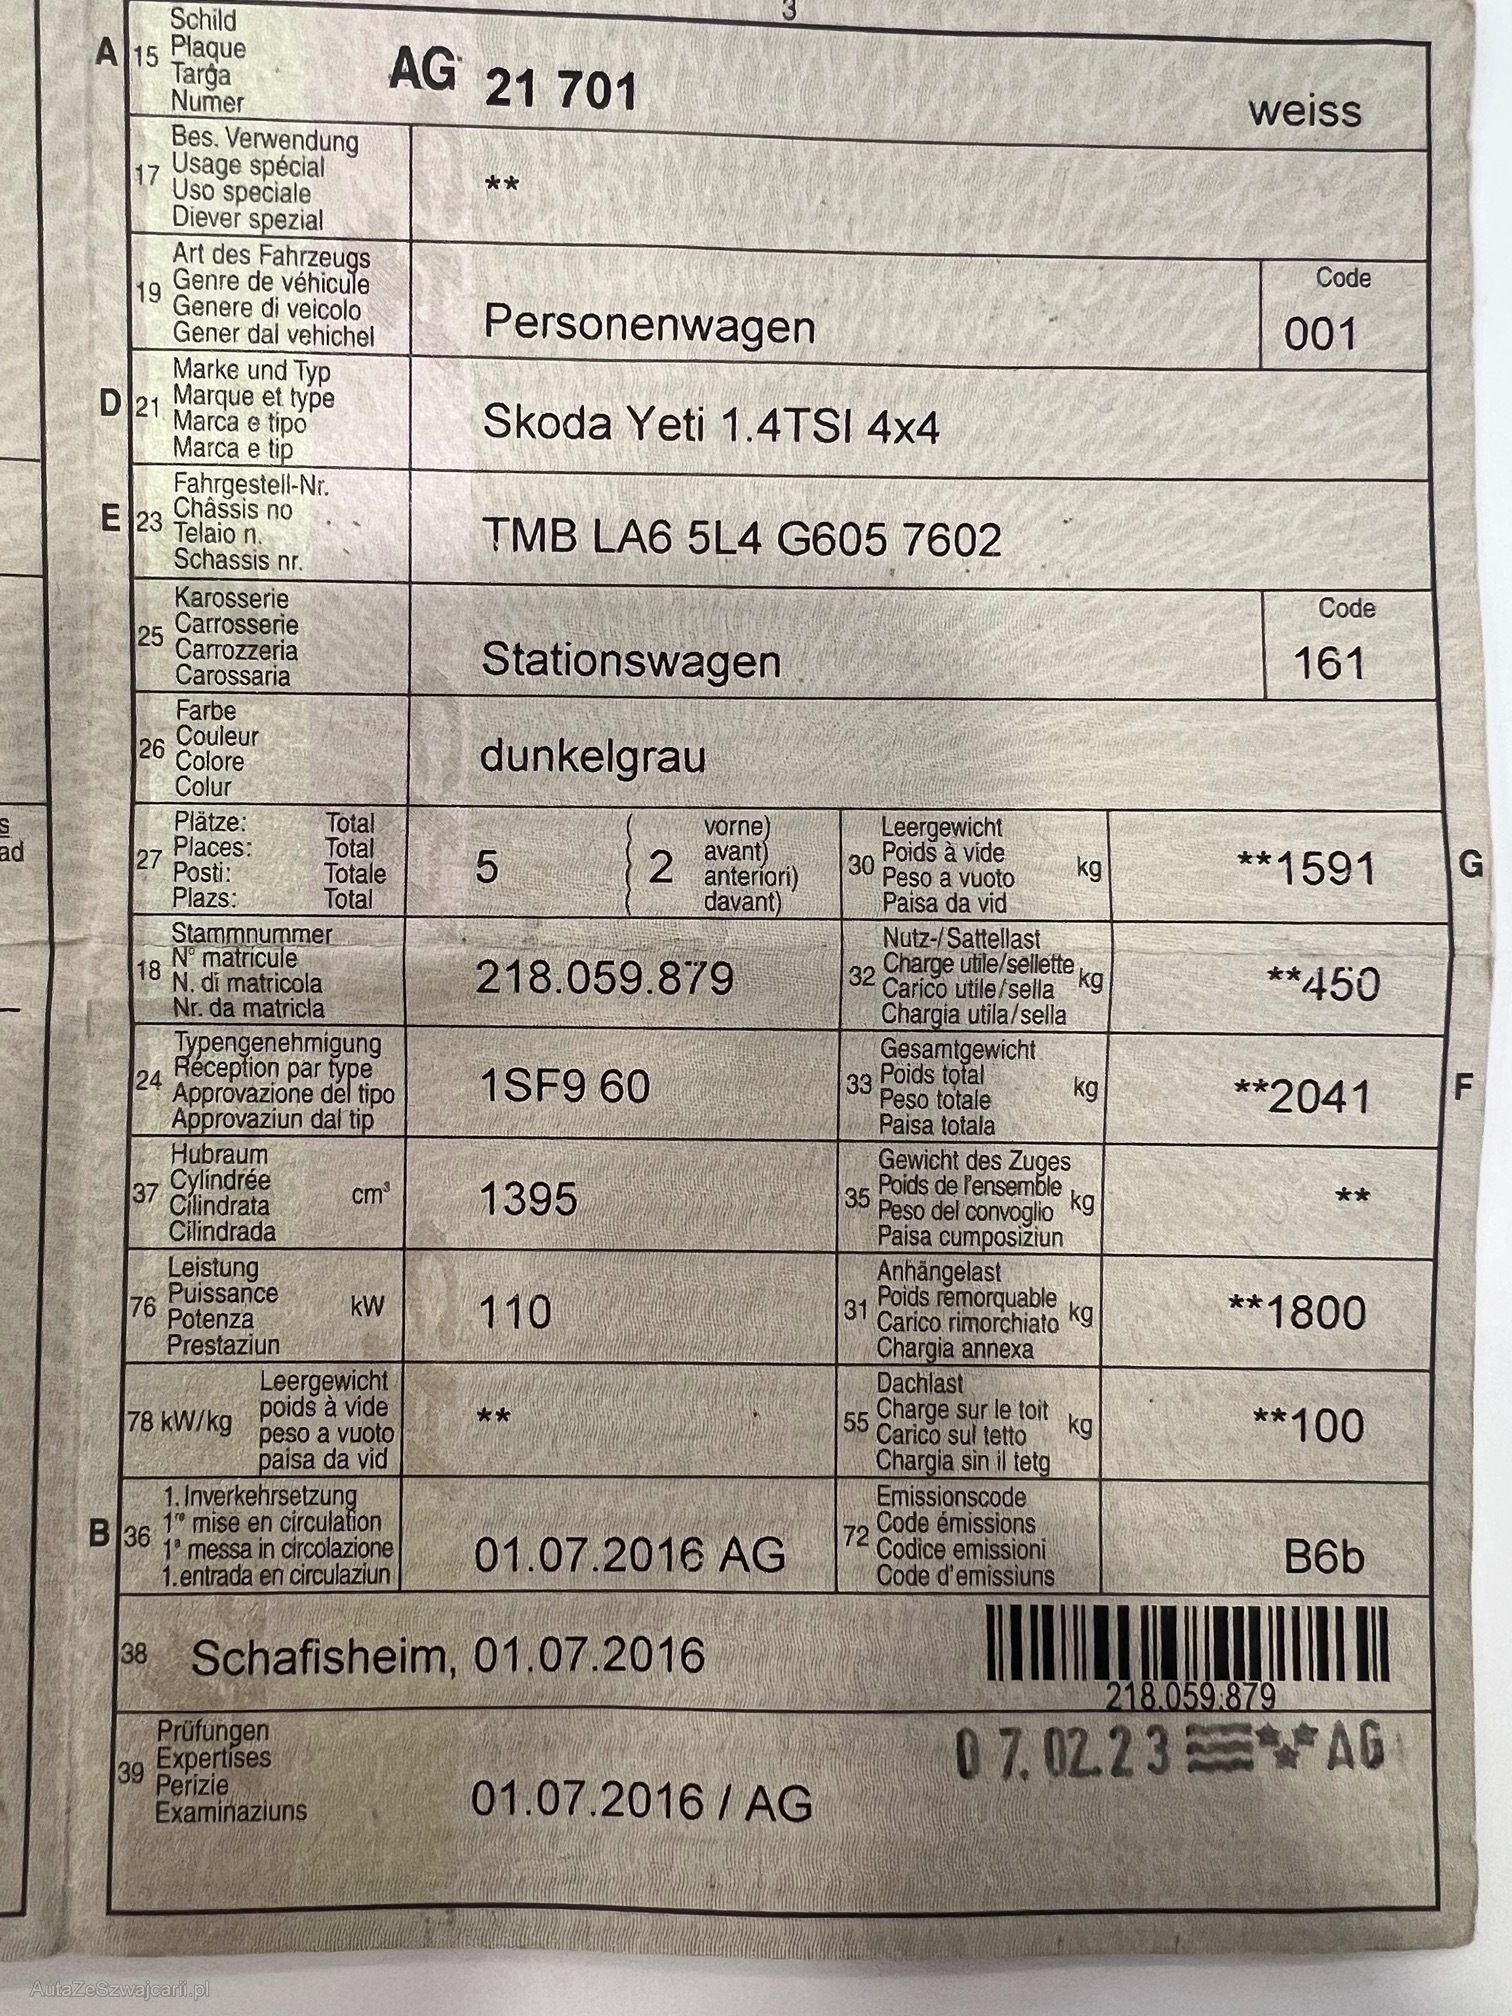 3
A 15 Schild
Plaque
Targa
Numer
AG 21 701 weiss
17 Bes. Verwendung
Usage spécial
Uso speciale
Diever spezial
**
19 Art des Fahrzeugs
Genre de véhicule
Genere di veicolo
Gener dal vehichel
Personenwagen
Code
001
D 21 Marke und Typ
Marque et type
Marca e tipo
Marca e tip
Skoda Yeti 1.4TSI 4x4
E 23 Fahrgestell-Nr.
Châssis no
Telaio n.
Schassis nr.
TMB LA6 5L4 G605 7602
25 Karosserie
Carrosserie
Carrozzeria
Carossaria
Stationswagen
Code
161
26 Farbe
Couleur
Colore
Colur
dunkelgrau
27 Plätze: Total
Places: Total
Posti: Totale
Plazs: Total
5 ( 2 vorne)
avant)
anteriori)
davant)
30 Leergewicht
Poids à vide
Peso a vuoto
Paisa da vid
kg
**1591
G
18 Stammnummer
N° matricule
N. di matricola
Nr. da matricla
218.059.879
32 Nutz-/Sattellast
Charge utile/sellette
Carico utile/sella
Chargia utila/sella
kg
**450
24 Typengenehmigung
Réception par type
Approvazione del tipo
Approvaziun dal tip
1SF9 60
33 Gesamtgewicht
Poids total
Peso totale
Paisa totala
kg
**2041
F
37 Hubraum
Cylindrée
Cilindrata
Cilindrada
cm³
1395
35 Gewicht des Zuges
Poids de l'ensemble
Peso del convoglio
Paisa cumposiziun
kg
**
76 Leistung
Puissance
Potenza
Prestaziun
kW
110
31 Anhängelast
Poids remorquable
Carico rimorchiato
Chargia annexa
kg
**1800
78 kW/kg Leergewicht
poids à vide
peso a vuoto
paisa da vid
**
55 Dachlast
Charge sur le toit
Carico sul tetto
Chargia sin il tetg
kg
**100
B 36 1. Inverkehrsetzung
1re mise en circulation
1a messa in circolazione
1. entrada en circulaziun
01.07.2016 AG
72 Emissionscode
Code émissions
Codice emissioni
Code d'emissiuns
B6b
38 Schafisheim, 01.07.2016
218.059.879
39 Prüfungen
Expertises
Perizie
Examinaziuns
01.07.2016 / AG
07.02.23 AG
s
ad
AutaZeSzwajcarii.pl